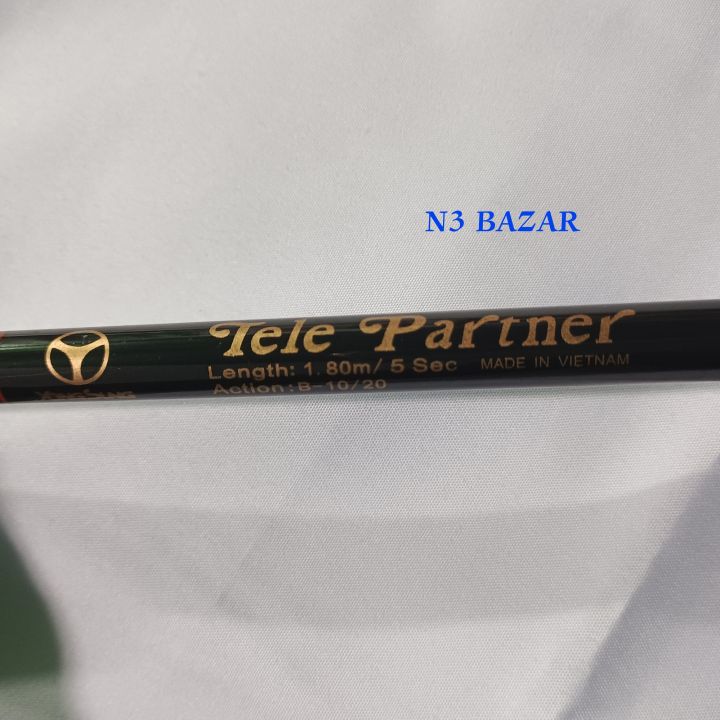 N3 BAZAR
Tele Partner
Length: 1.80m/ 5 Sec MADE IN VIETNAM
Action: B-10/20